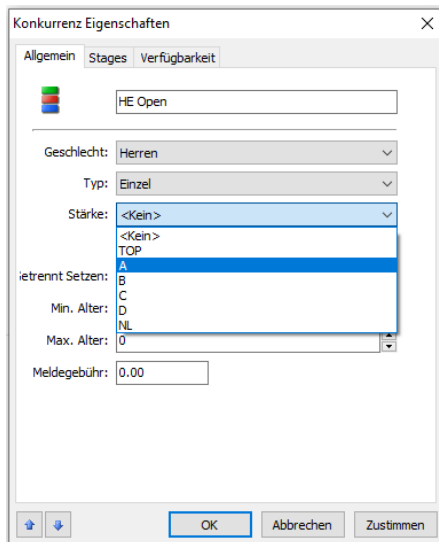 Konkurrenz Eigenschaften
Allgemein Stages Verfügbarkeit
HE Open
Geschlecht: Herren
Typ: Einzel
Stärke: <Kein>
<Kein>
TOP
A
Setrennt Setzen:
B
C
Min. Alter: D
NL
Max. Alter: 0
Meldegebühr: 0.00
OK Abbrechen Zustimmen